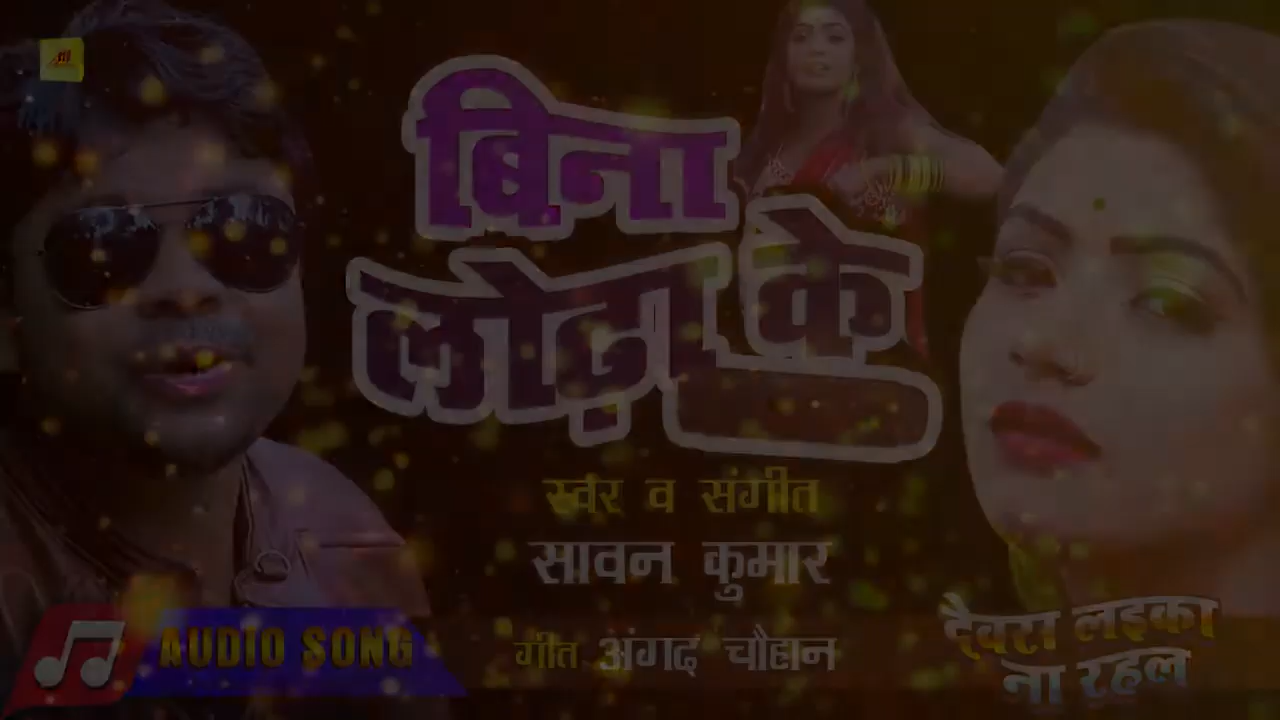 बिना
लोढ़ा के
स्वर व संगीत
सावन कुमार
गीत अंगद चौहान
AUDIO SONG
देवरा लइका
ना रहल